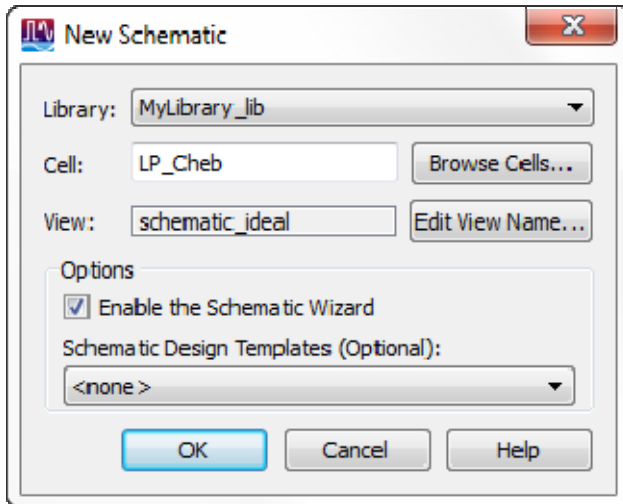 New Schematic
Library: MyLibrary_lib
Cell: LP_Cheb Browse Cells...
View: schematic_ideal Edit View Name...
Options
Enable the Schematic Wizard
Schematic Design Templates (Optional):
<none>
OK Cancel Help